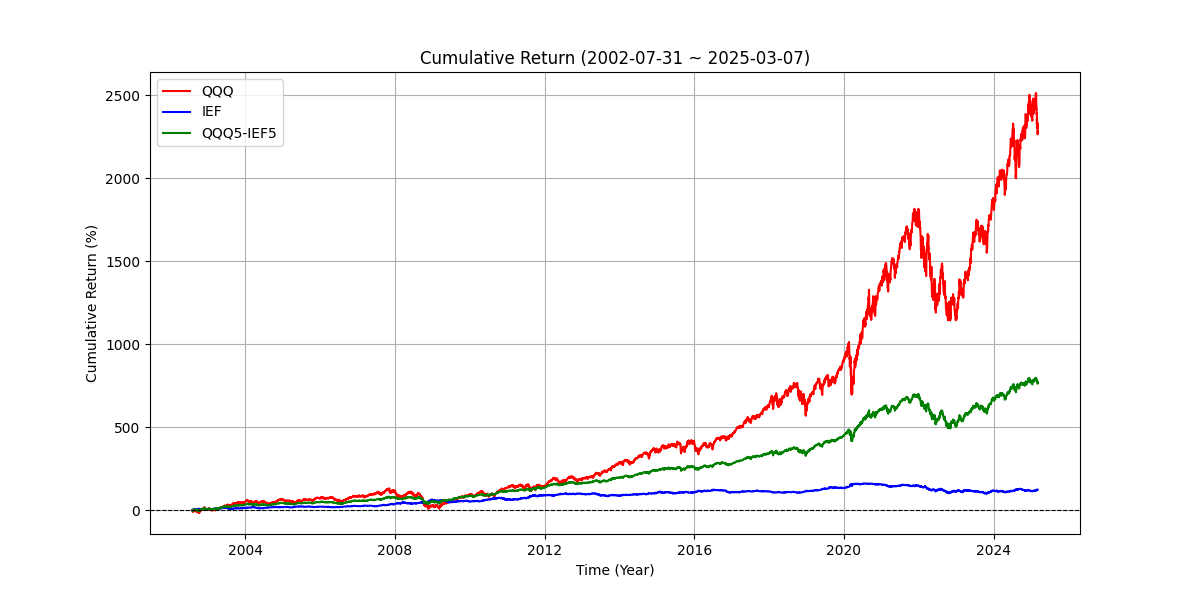 Cumulative Return (2002-07-31 ~ 2025-03-07)
QQQ
IEF
QQQ5-IEF5
Cumulative Return (%)
2500
2000
1500
1000
500
0
2004 2008 2012 2016 2020 2024
Time (Year)